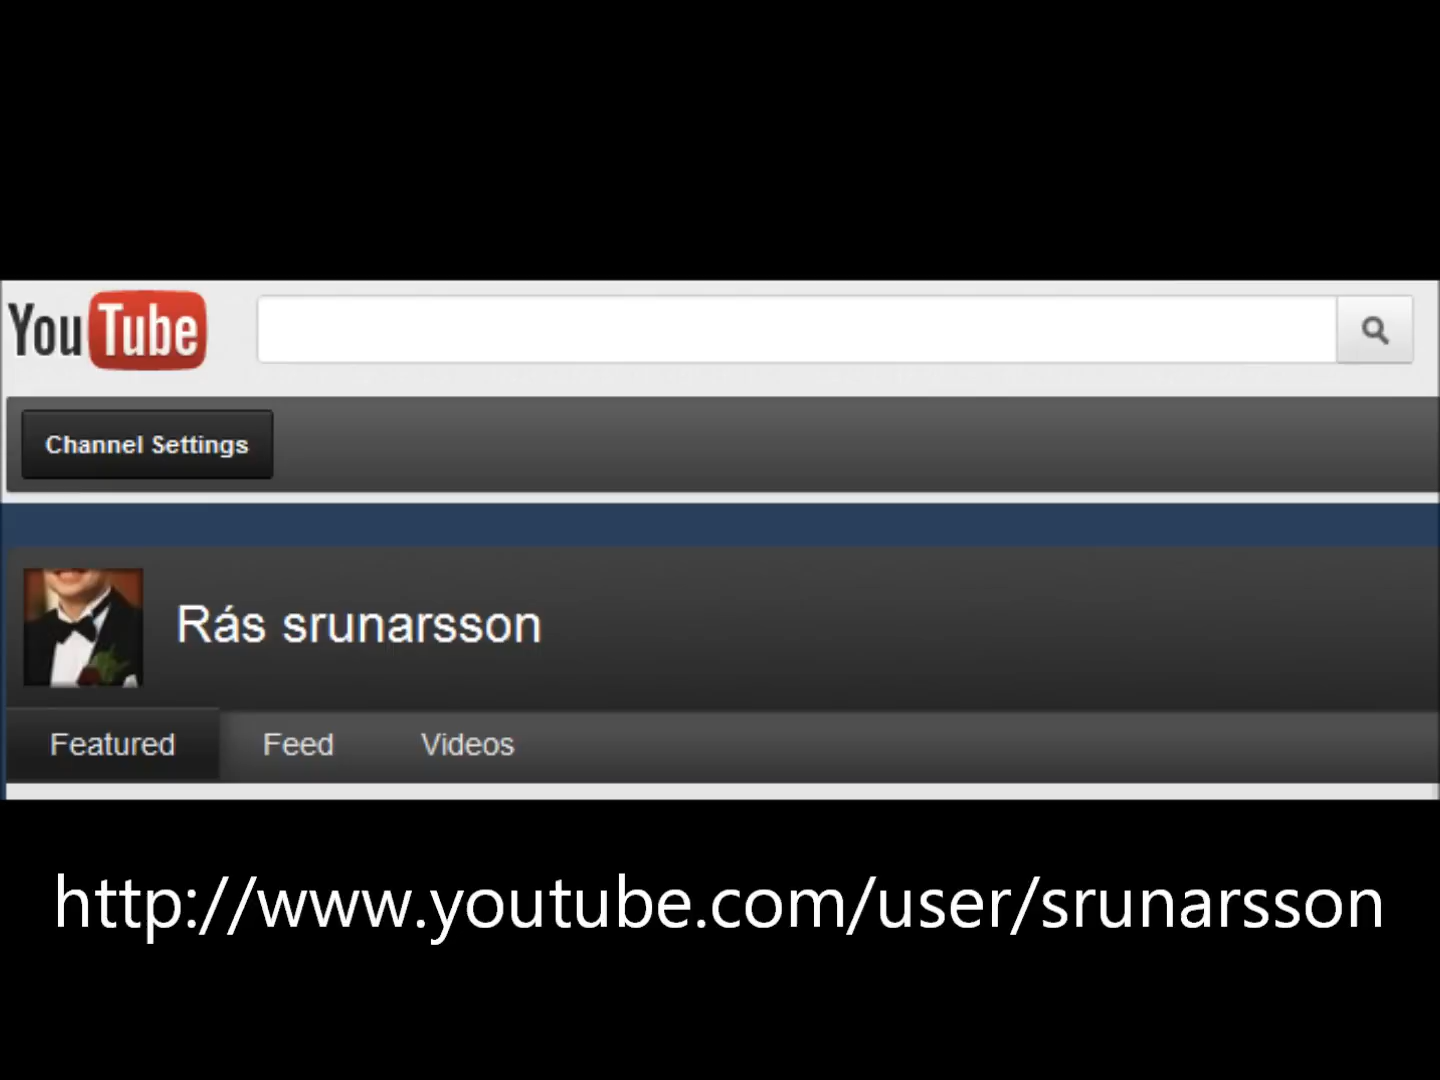 YouTube
Channel Settings
Rás srunarsson
Featured Feed Videos
http://www.youtube.com/user/srunarsson